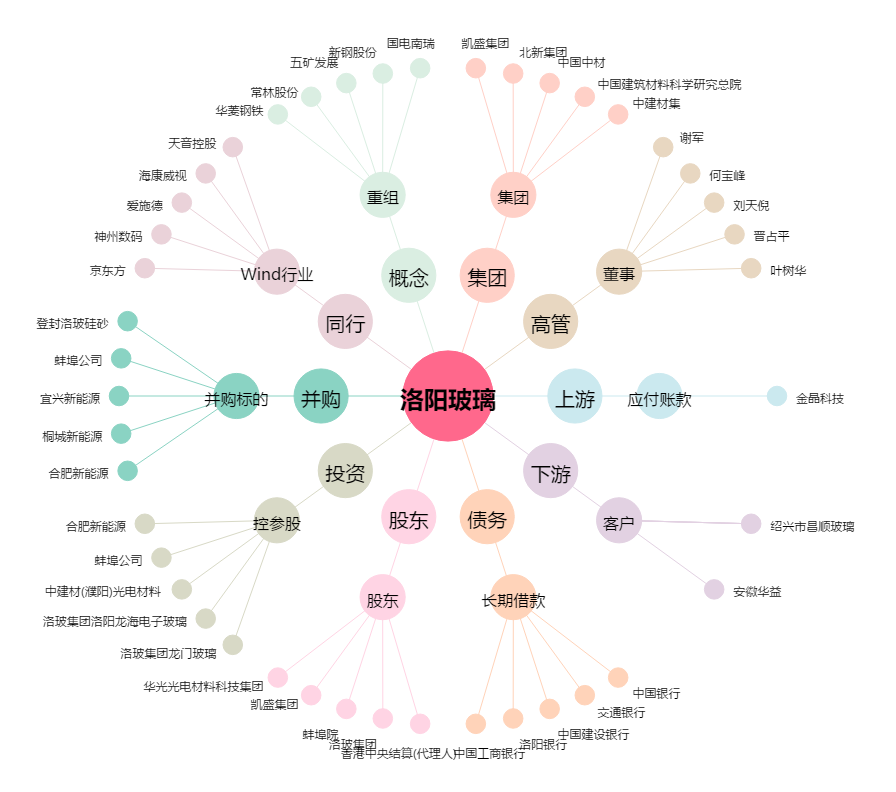 国电南瑞
凯盛集团
新钢股份
北新集团
五矿发展
中国中材
常林股份
中国建筑材料科学研究总院
华菱钢铁
中建材集
天音控股
谢军
海康威视
何宝峰
重组
集团
爱施德
刘天倪
神州数码
晋占平
京东方
Wind行业
概念
集团
董事
叶树华
登封洛玻硅砂
同行
高管
蚌埠公司
宜兴新能源
并购标的
并购
洛阳玻璃
上游
应付账款
金晶科技
桐城新能源
合肥新能源
投资
下游
合肥新能源
控参股
股东
债务
客户
绍兴市昌顺玻璃
蚌埠公司
中建材(濮阳)光电材料
安徽华益
股东
长期借款
洛玻集团洛阳龙海电子玻璃
洛玻集团龙门玻璃
华光光电材料科技集团
中国银行
凯盛集团
交通银行
蚌埠院
中国建设银行
洛玻集团
洛阳银行
香港中央结算(代理人)
中国工商银行